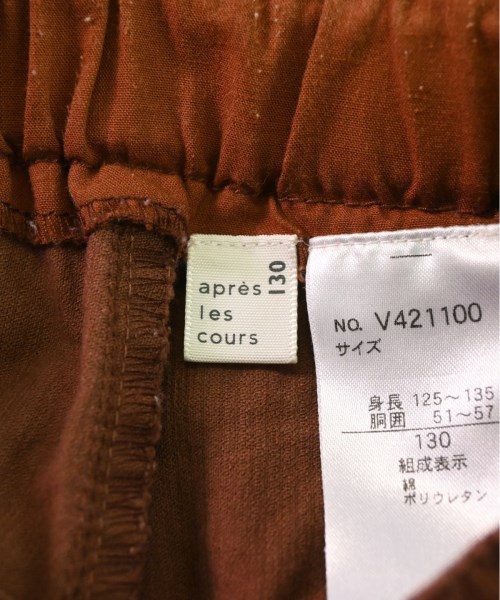 après
les
cours
130
NO. V421100
サイズ
身長 125～135
胴囲 51～57
130
組成表示
綿
ポリウレタン